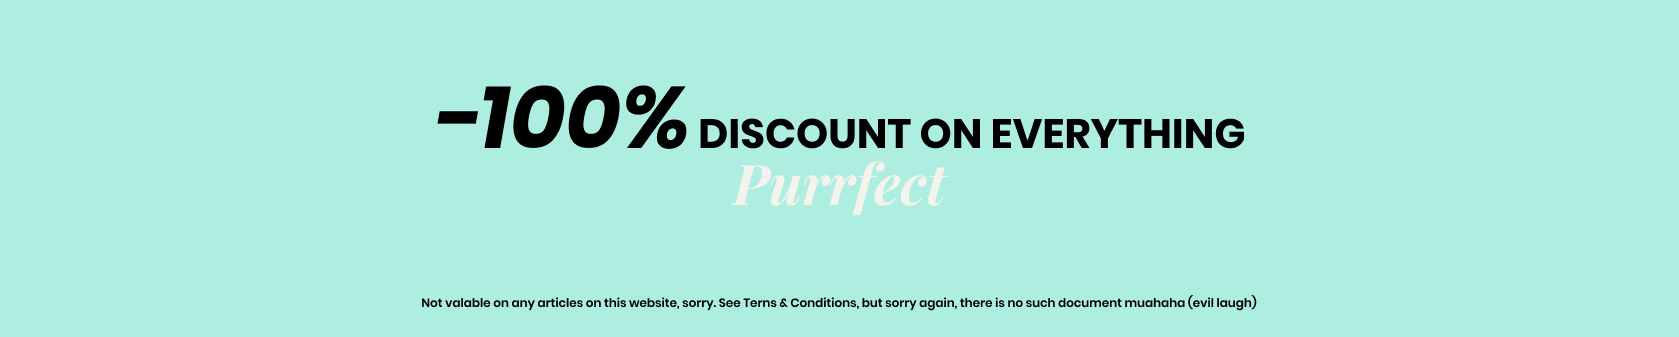 -100% DISCOUNT ON EVERYTHING
Purrfect
Not valable on any articles on this website, sorry. See Terns & Conditions, but sorry again, there is no such document muahaha (evil laugh)